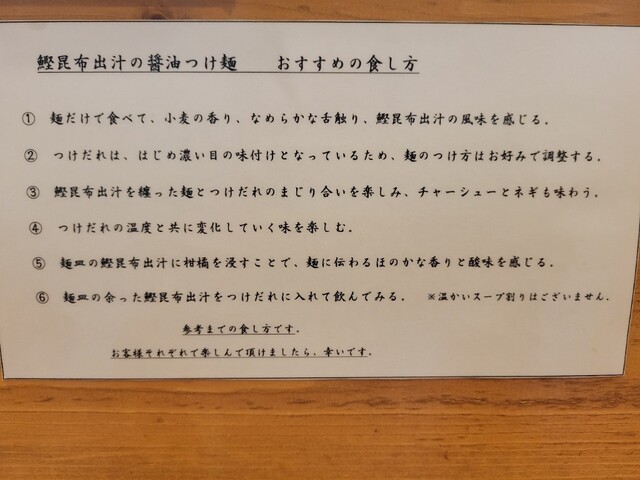 鰹昆布出汁の醤油つけ麺　　おすすめの食し方
① 麺だけで食べて、小麦の香り、なめらかな舌触り、鰹昆布出汁の風味を感じる。
② つけだれは、はじめ濃い目の味付けとなっているため、麺のつけ方はお好みで調整する。
③ 鰹昆布出汁を纏った麺とつけだれのまじり合いを楽しみ、チャーシューとネギも味わう。
④ つけだれの温度と共に変化していく味を楽しむ。
⑤ 麺皿の鰹昆布出汁に柑橘を浸すことで、麺に伝わるほのかな香りと酸味を感じる。
⑥ 麺皿の余った鰹昆布出汁をつけだれに入れて飲んでみる。　※温かいスープ割りはございません。
参考までの食し方です。
お客様それぞれで楽しんで頂けましたら、幸いです。